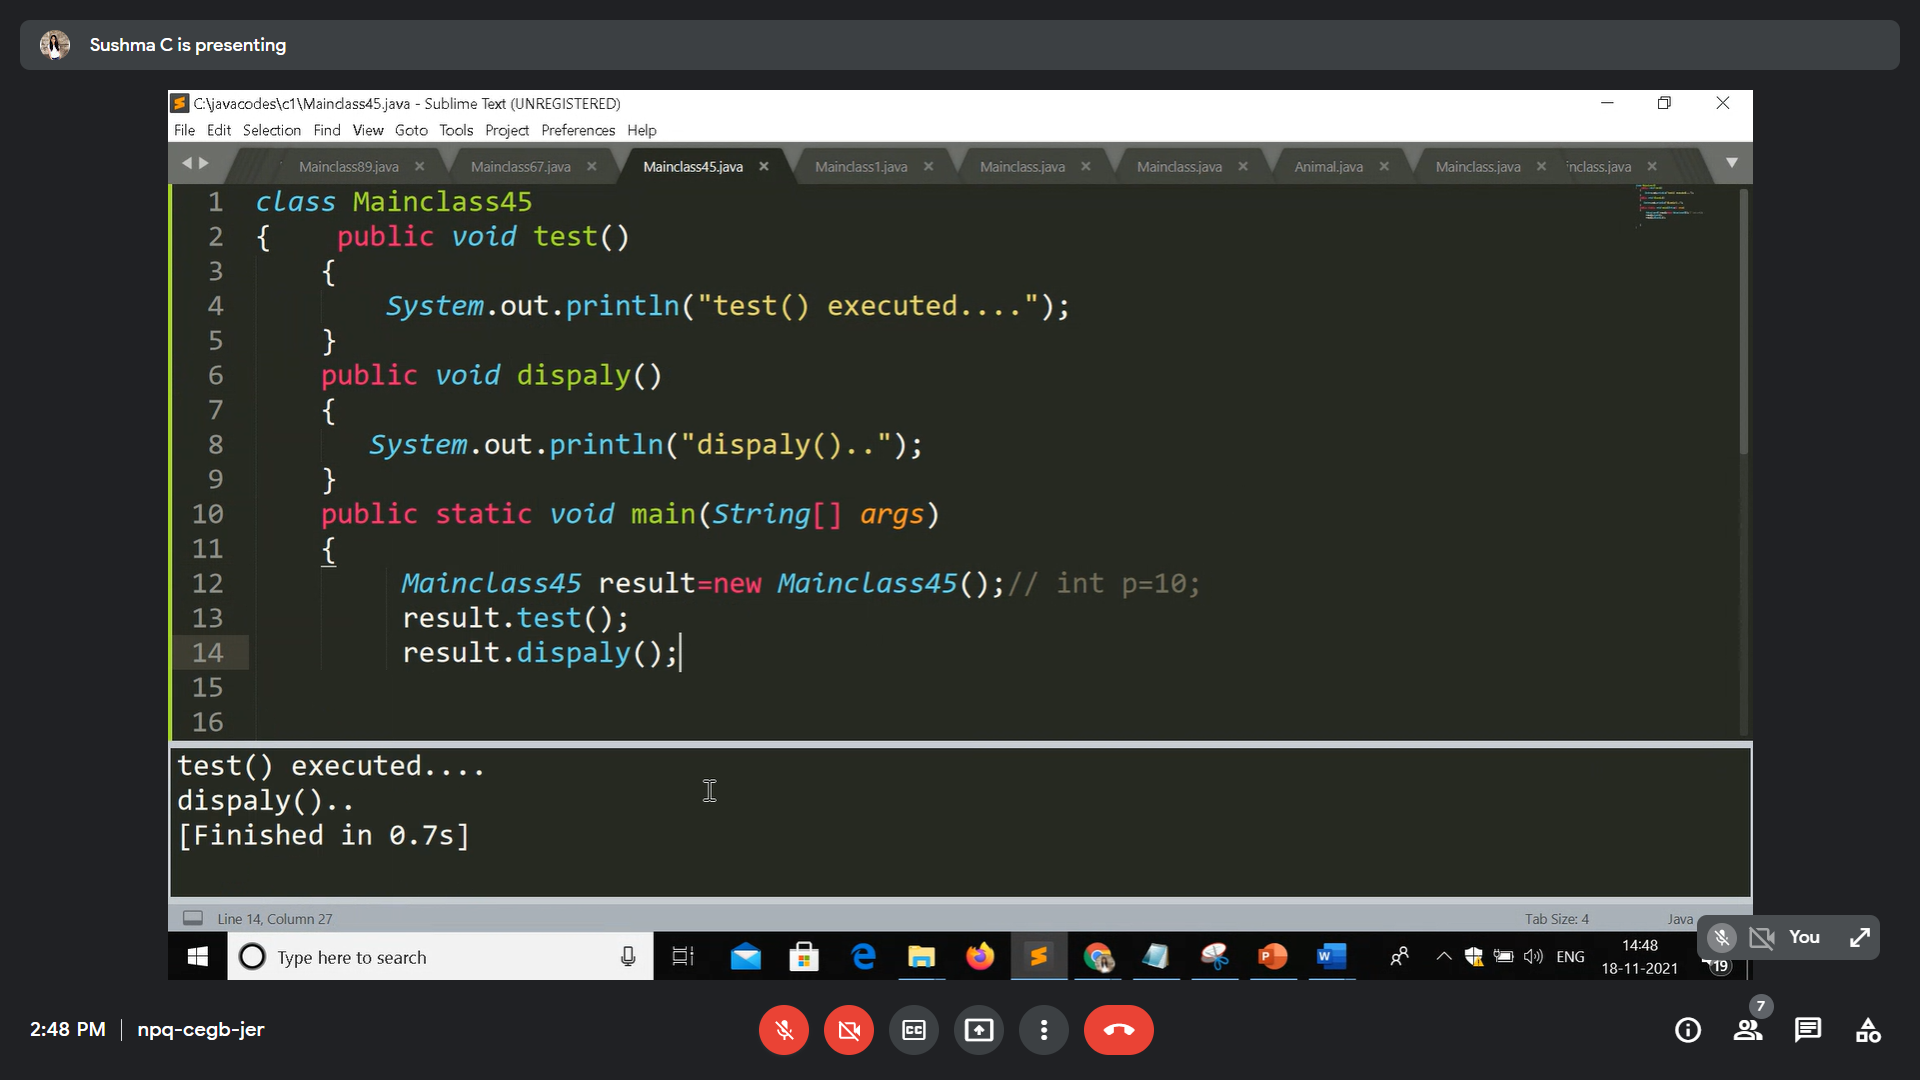 Sushma C is presenting
C:\javacodes\c1\Mainclass45.java - Sublime Text (UNREGISTERED)
File Edit Selection Find View Goto Tools Project Preferences Help
Mainclass89.java Mainclass67.java Mainclass45.java Mainclass1.java Mainclass.java Mainclass.java Animal.java Mainclass.java nclass.java
1 class Mainclass45
2 { public void test()
3 {
4 System.out.println("test() executed....");
5 }
6 public void dispaly()
7 {
8 System.out.println("dispaly()..");
9 }
10 public static void main(String[] args)
11 {
12 Mainclass45 result=new Mainclass45();// int p=10;
13 result.test();
14 result.dispaly();
15
16
test() executed....
dispaly()..
[Finished in 0.7s]
Line 14, Column 27 Tab Size: 4 Java
You
Type here to search
ENG
14:48
18-11-2021
19
2:48 PM npq-cegb-jer
7